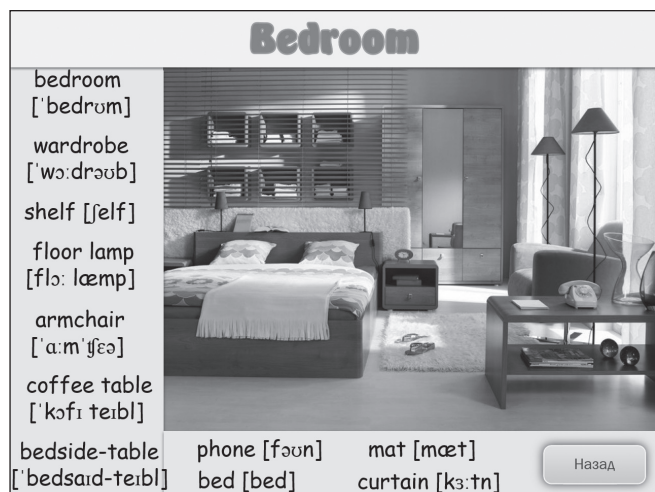 Bedroom
bedroom
[ˈbedrʊm]
wardrobe
[ˈwɔːdrəʊb]
shelf [ʃelf]
floor lamp
[flɔː læmp]
armchair
[ˈɑːmˈʧɛə]
coffee table
[ˈkɔfɪ teɪbl]
bedside-table
[ˈbedsaɪd-teɪbl]
phone [fəʊn]
bed [bed]
mat [mæt]
curtain [kɜːtn]
Назад